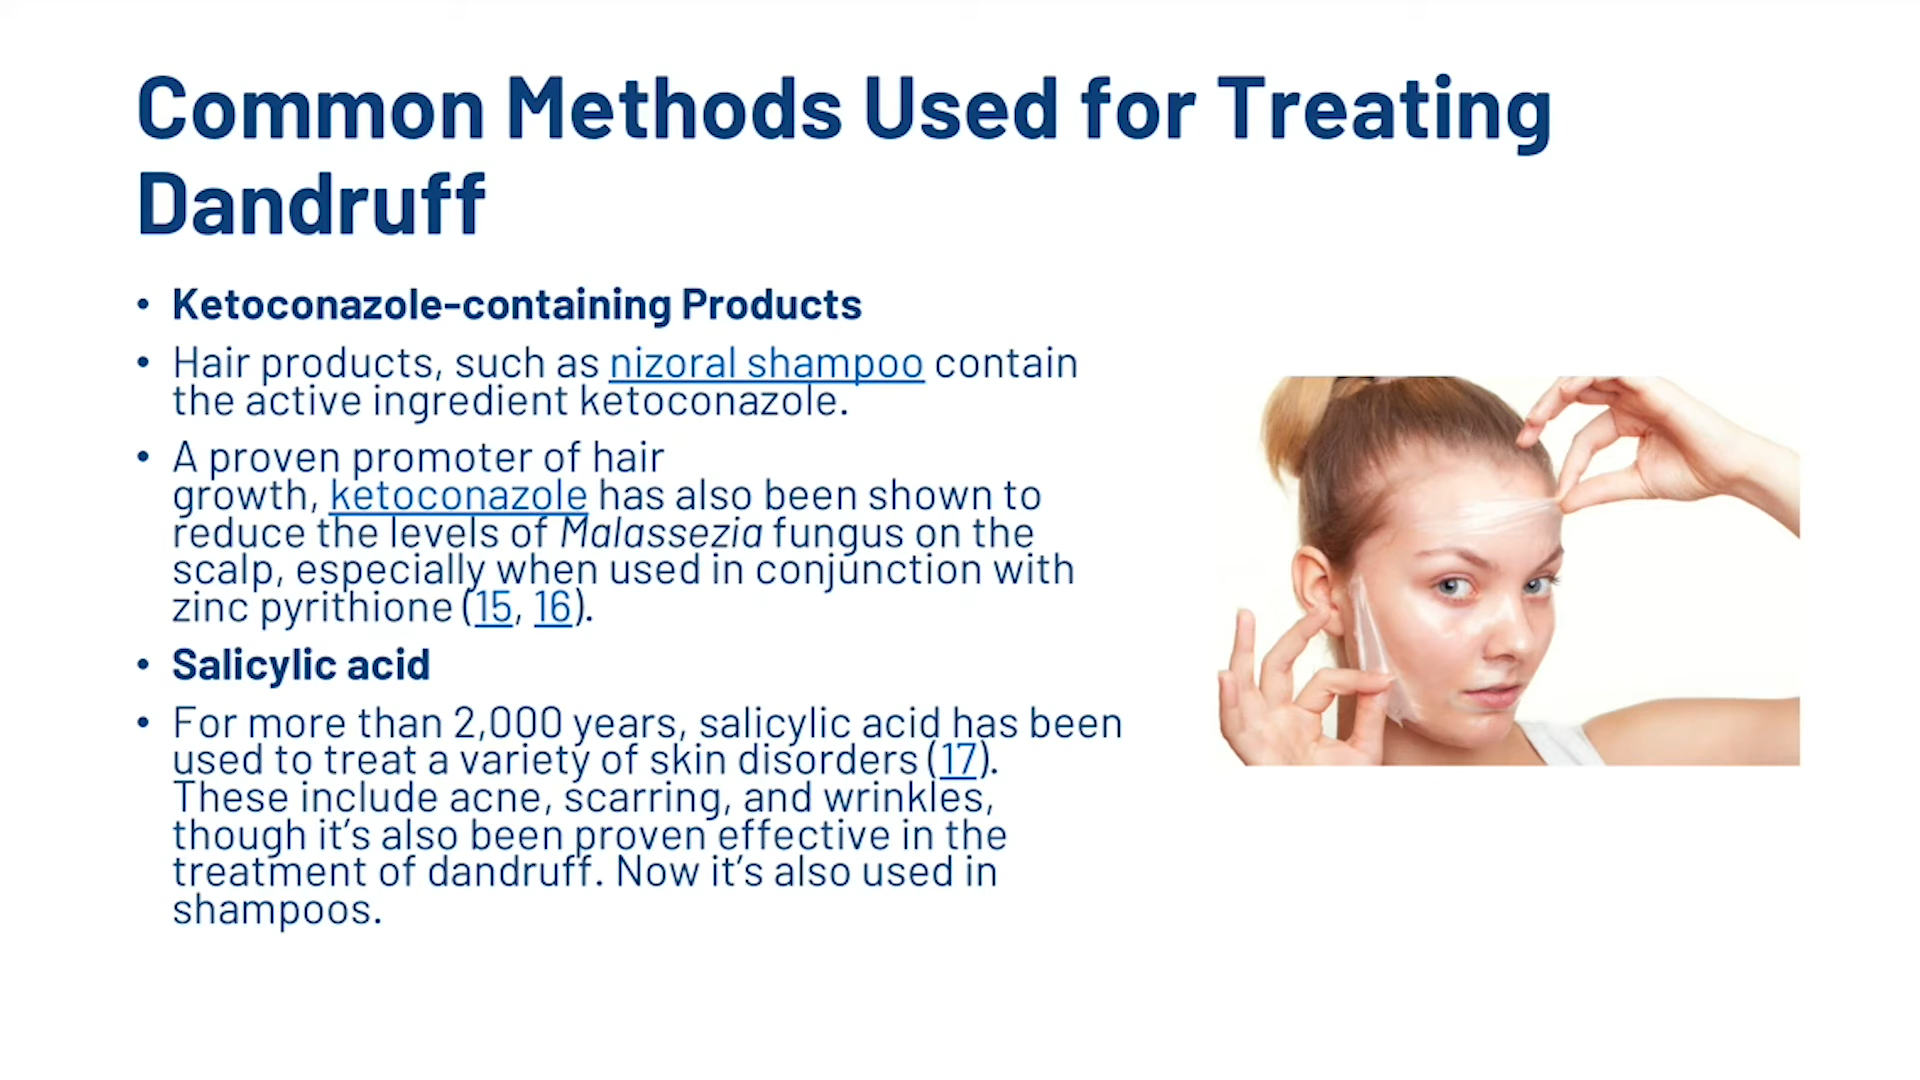 Common Methods Used for Treating
Dandruff
• Ketoconazole-containing Products
• Hair products, such as nizoral shampoo contain
the active ingredient ketoconazole.
• A proven promoter of hair
growth, ketoconazole has also been shown to
reduce the levels of Malassezia fungus on the
scalp, especially when used in conjunction with
zinc pyrithione (15, 16).
• Salicylic acid
• For more than 2,000 years, salicylic acid has been
used to treat a variety of skin disorders (17).
These include acne, scarring, and wrinkles,
though it’s also been proven effective in the
treatment of dandruff. Now it’s also used in
shampoos.